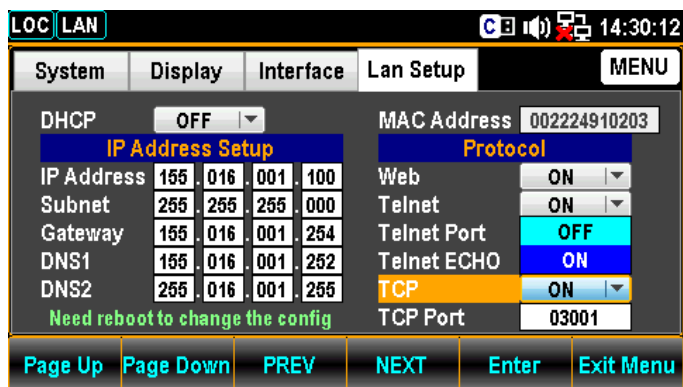 LOC LAN C 14:30:12
System Display Interface Lan Setup MENU
DHCP OFF MAC Address 002224910203
IP Address Setup Protocol
IP Address 155 . 016 . 001 . 100 Web ON
Subnet 255 . 255 . 255 . 000 Telnet ON
Gateway 155 . 016 . 001 . 254 Telnet Port OFF
DNS1 155 . 016 . 001 . 252 Telnet ECHO ON
DNS2 255 . 016 . 001 . 255 TCP ON
Need reboot to change the config TCP Port 03001
Page Up Page Down PREV NEXT Enter Exit Menu